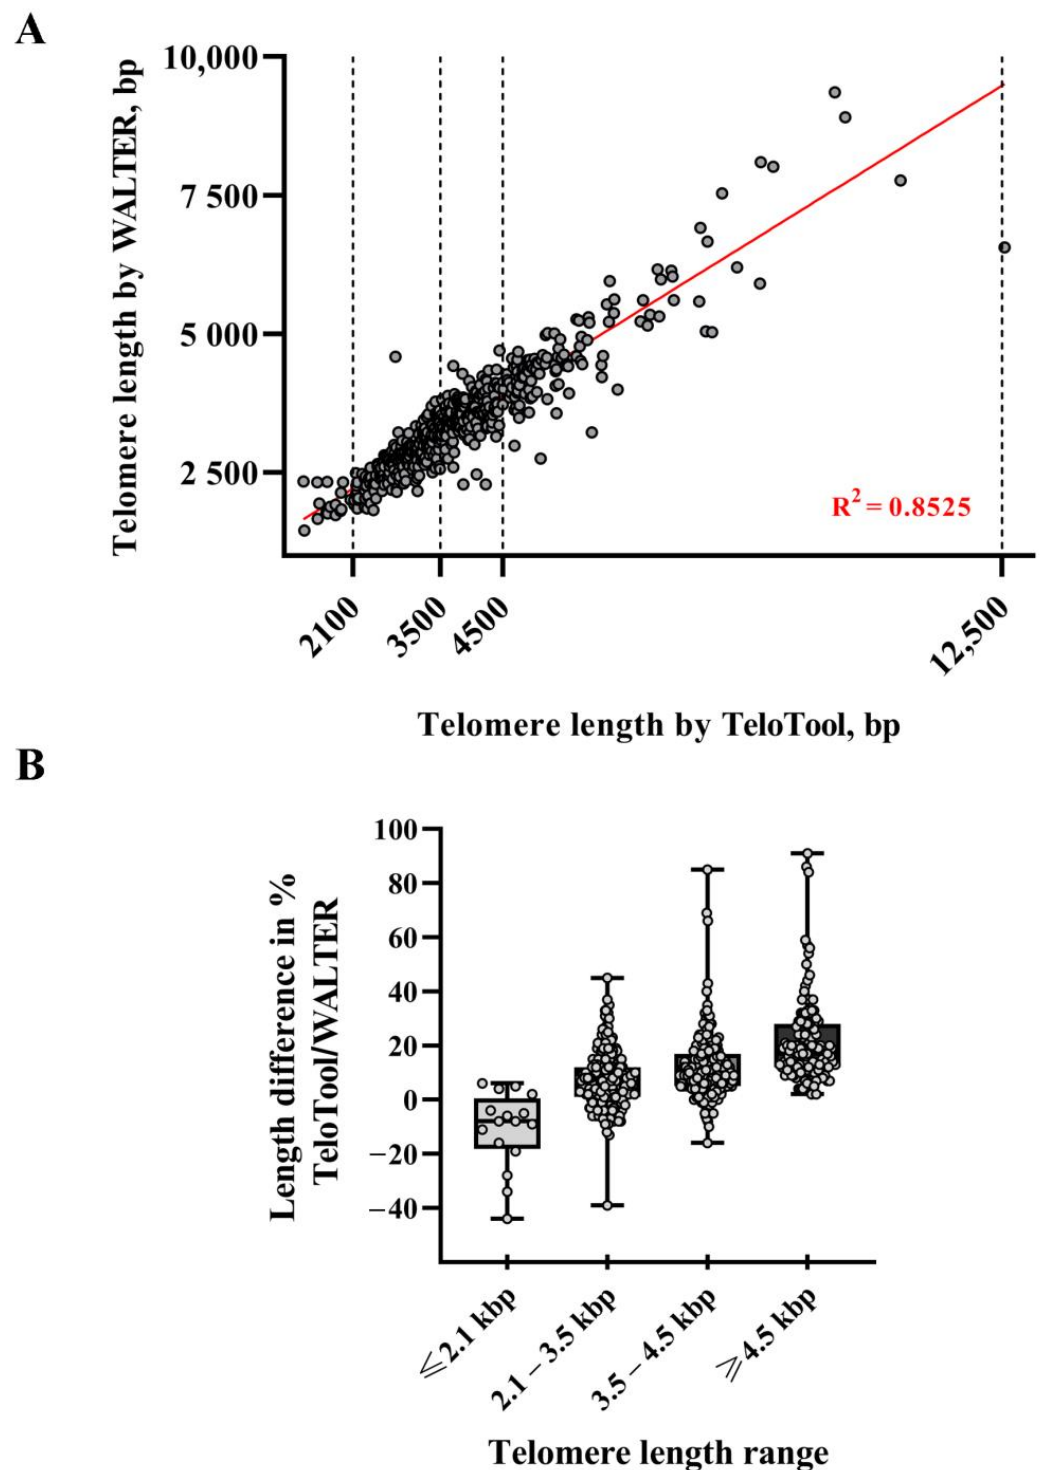 A
Telomere length by WALTER, bp
10,000
7 500
5 000
2 500
R² = 0.8525
2100
3500
4500
12,500
Telomere length by TeloTool, bp
B
Length difference in %
TeloTool/WALTER
100
80
60
40
20
0
−20
−40
≤2.1 kbp
2.1 – 3.5 kbp
3.5 – 4.5 kbp
≥4.5 kbp
Telomere length range